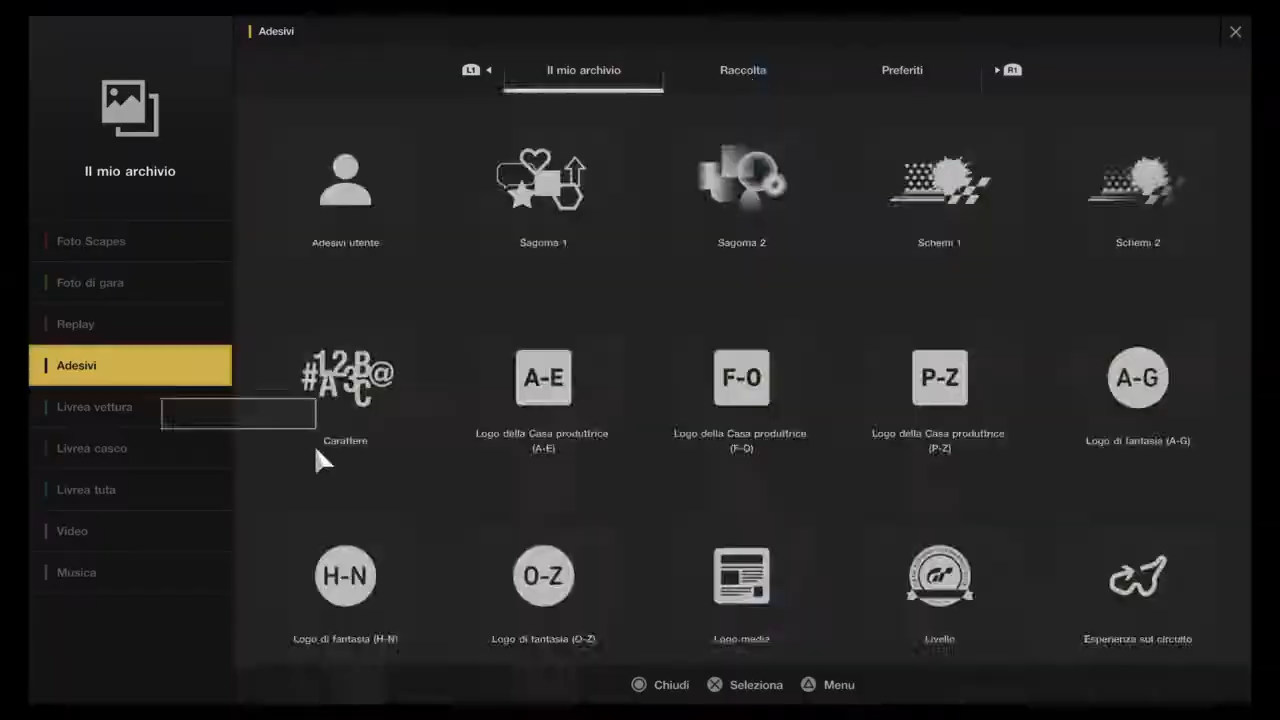 Adesivi
L1
Il mio archivio
Raccolta
Preferiti
R1
Il mio archivio
Foto Scapes
Foto di gara
Replay
Adesivi
Livrea vettura
Livrea casco
Livrea tuta
Video
Musica
Adesivi utente
Sagoma 1
Sagoma 2
Schemi 1
Schemi 2
#123B@
A3C
Carattere
A-E
Logo della Casa produttrice
(A-E)
F-O
Logo della Casa produttrice
(F-O)
P-Z
Logo della Casa produttrice
(P-Z)
A-G
Logo di fantasia (A-G)
H-N
Logo di fantasia (H-N)
O-Z
Logo di fantasia (O-Z)
Logo media
Livello
Esperienza sul circuito
Chiudi
Seleziona
Menu